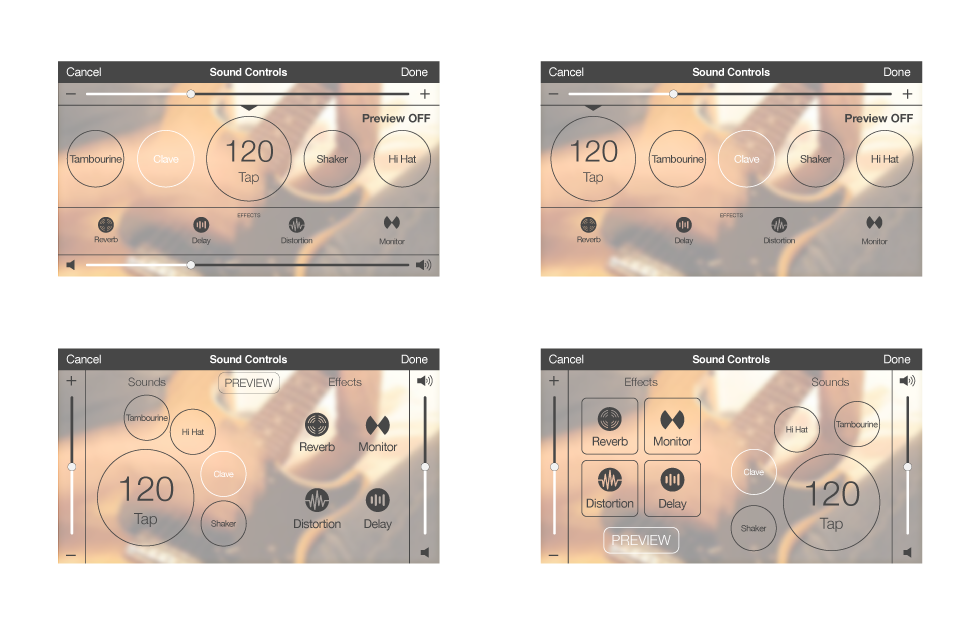 Cancel Sound Controls Done
− +
Preview OFF
Tambourine Clave 120 Tap Shaker Hi Hat
EFFECTS
Reverb Delay Distortion Monitor
Cancel Sound Controls Done
− +
Preview OFF
120 Tap Tambourine Clave Shaker Hi Hat
EFFECTS
Reverb Delay Distortion Monitor
Cancel Sound Controls Done
+ Sounds PREVIEW Effects
Tambourine
Hi Hat
Reverb Monitor
Clave
120
Tap
Shaker
Distortion Delay
−
Cancel Sound Controls Done
+ Effects Sounds
Hi Hat Tambourine
Reverb Monitor
Clave
120
Tap
Distortion Delay
Shaker
PREVIEW
−